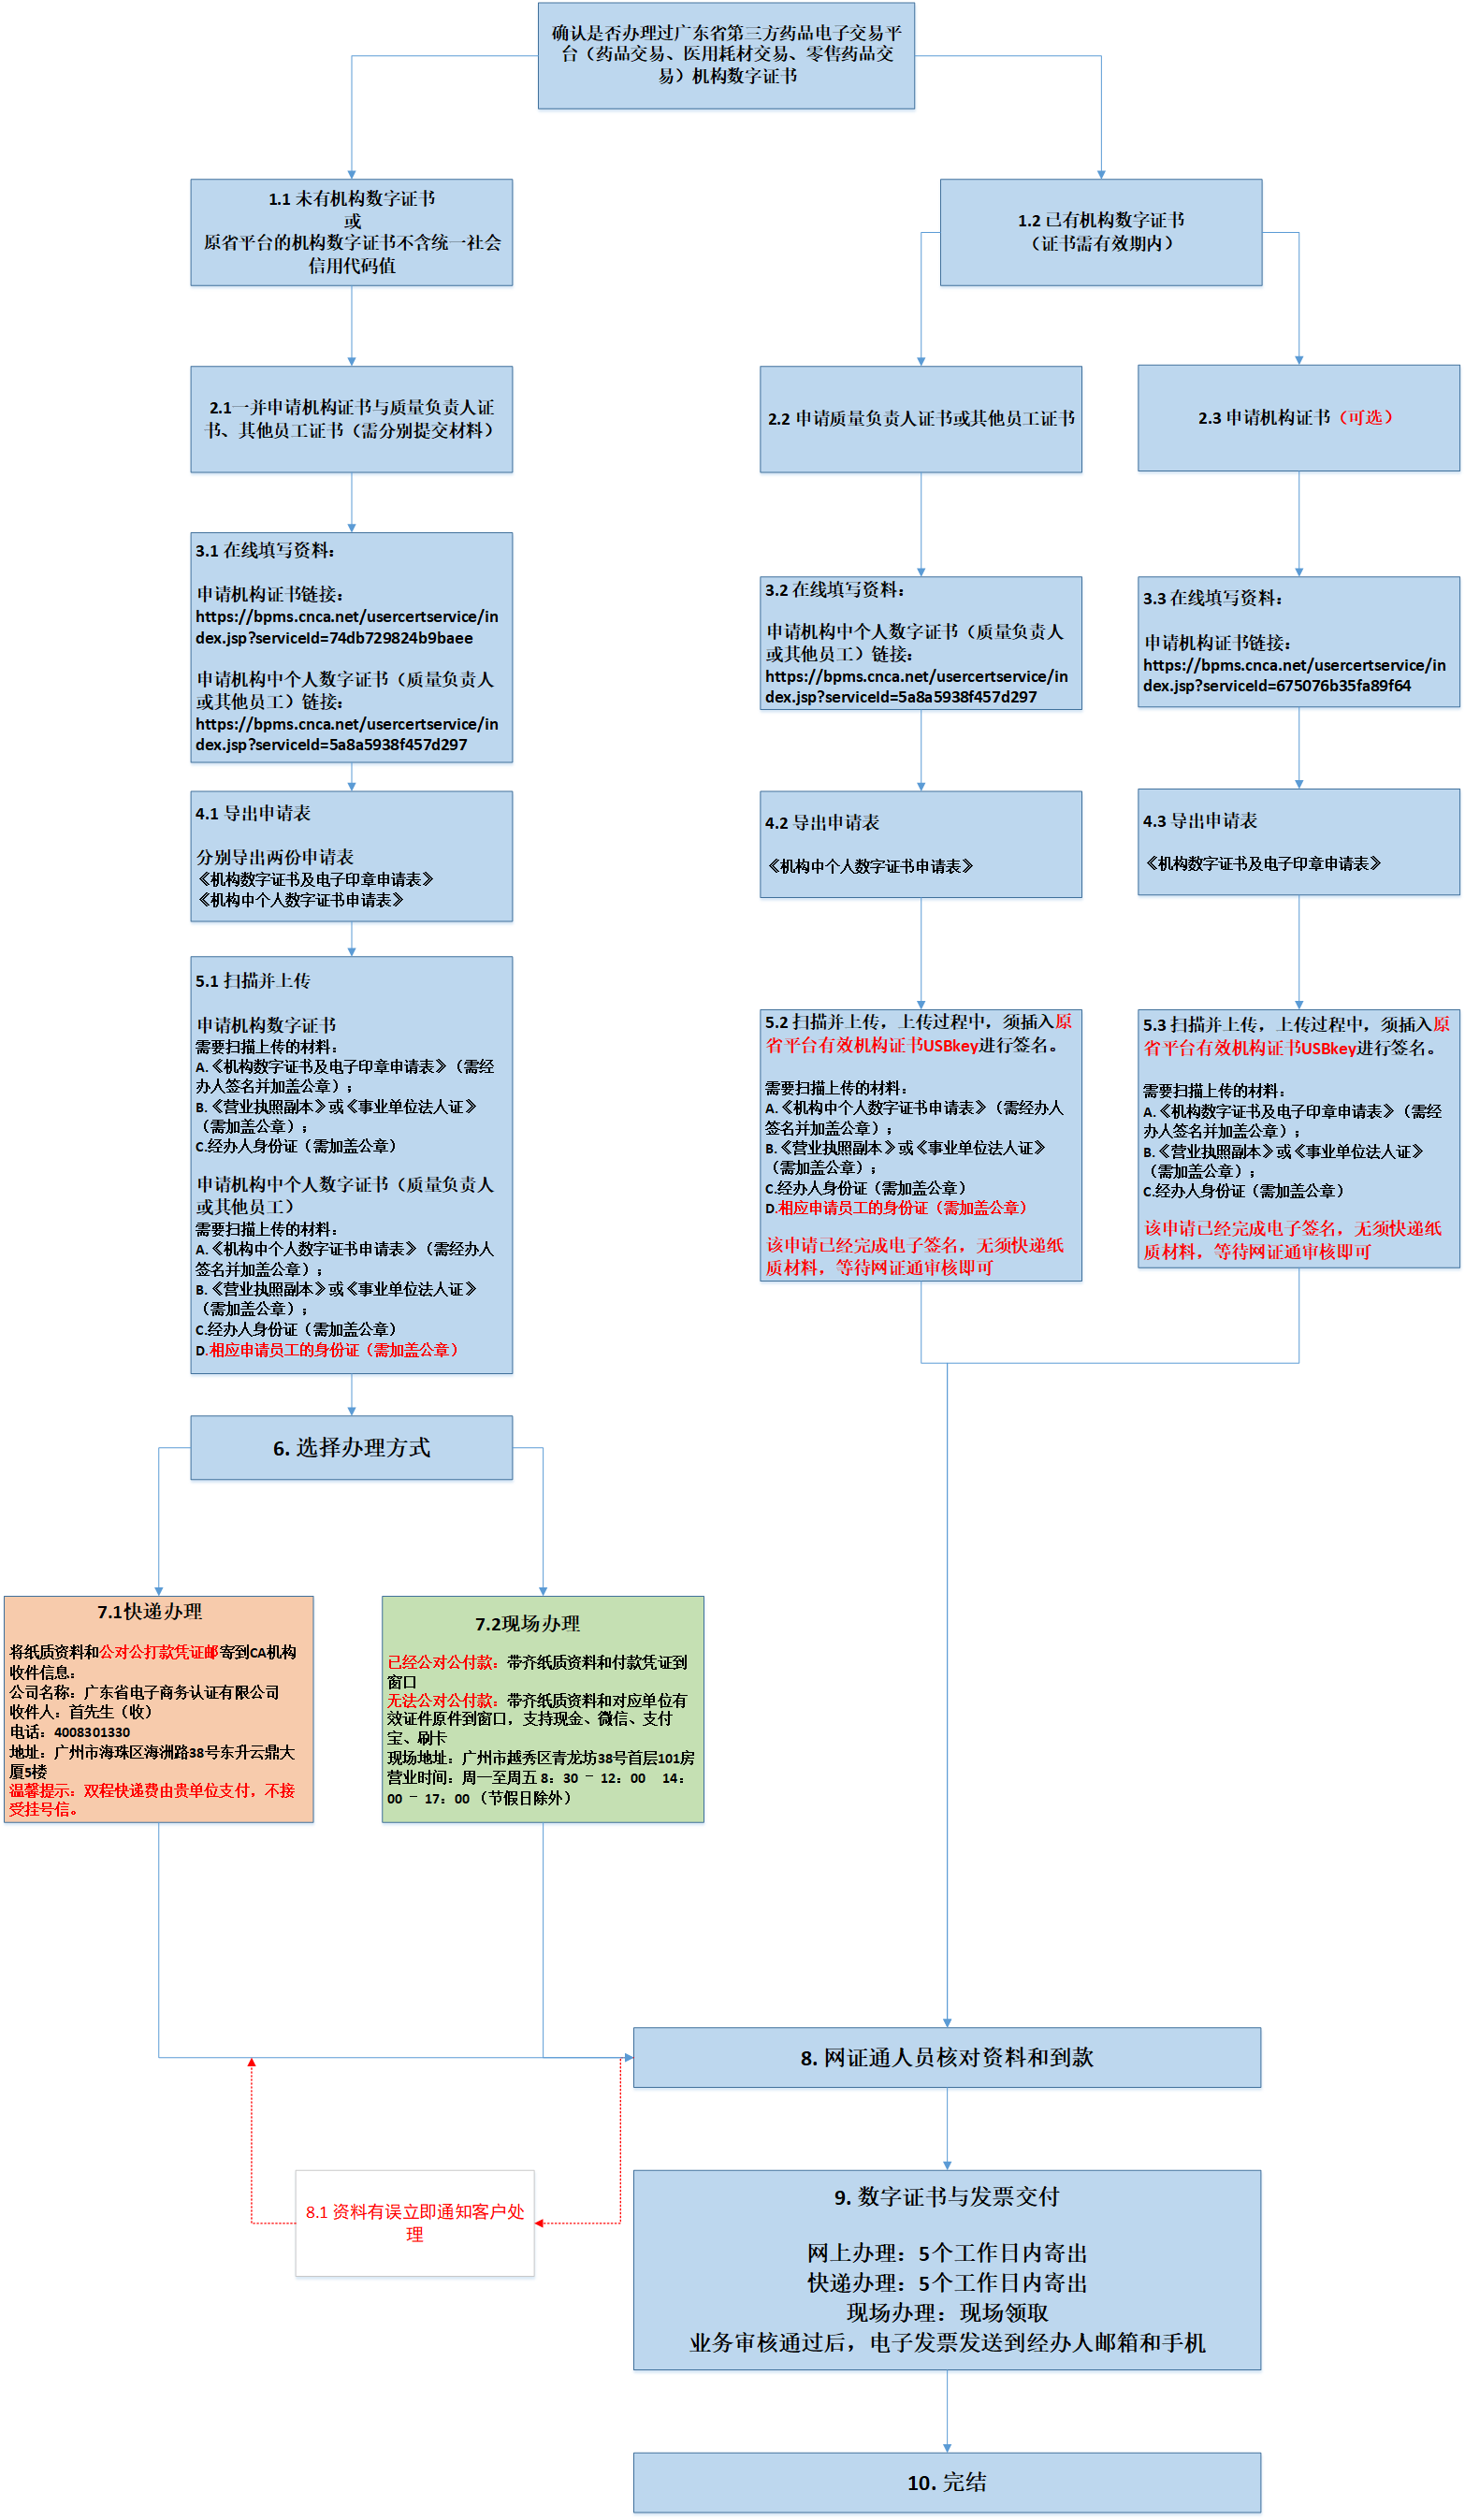 确认是否办理过广东省第三方药品电子交易平
台（药品交易、医用耗材交易、零售药品交
易）机构数字证书
1.1 未有机构数字证书
或
原省平台的机构数字证书不含统一社会
信用代码值
1.2 已有机构数字证书
（证书需有效期内）
2.1一并申请机构证书与质量负责人证
书、其他员工证书（需分别提交材料）
2.2 申请质量负责人证书或其他员工证书
2.3 申请机构证书（可选）
3.1 在线填写资料：
申请机构证书链接：
https://bpms.cnca.net/usercertservice/in
dex.jsp?serviceId=74db729824b9baee
申请机构中个人数字证书（质量负责人
或其他员工）链接：
https://bpms.cnca.net/usercertservice/in
dex.jsp?serviceId=5a8a5938f457d297
3.2 在线填写资料：
申请机构中个人数字证书（质量负责人
或其他员工）链接：
https://bpms.cnca.net/usercertservice/in
dex.jsp?serviceId=5a8a5938f457d297
3.3 在线填写资料：
申请机构证书链接：
https://bpms.cnca.net/usercertservice/in
dex.jsp?serviceId=675076b35fa89f64
4.1 导出申请表
分别导出两份申请表
《机构数字证书及电子印章申请表》
《机构中个人数字证书申请表》
4.2 导出申请表
《机构中个人数字证书申请表》
4.3 导出申请表
《机构数字证书及电子印章申请表》
5.1 扫描并上传
申请机构数字证书
需要扫描上传的材料：
A.《机构数字证书及电子印章申请表》（需经
办人签名并加盖公章）；
B.《营业执照副本》或《事业单位法人证》
（需加盖公章）；
C.经办人身份证（需加盖公章）
申请机构中个人数字证书（质量负责人
或其他员工）
需要扫描上传的材料：
A.《机构中个人数字证书申请表》（需经办人
签名并加盖公章）；
B.《营业执照副本》或《事业单位法人证》
（需加盖公章）；
C.经办人身份证（需加盖公章）
D.相应申请员工的身份证（需加盖公章）
5.2 扫描并上传，上传过程中，须插入原
省平台有效机构证书USBkey进行签名。
需要扫描上传的材料：
A.《机构中个人数字证书申请表》（需经办人
签名并加盖公章）；
B.《营业执照副本》或《事业单位法人证》
（需加盖公章）；
C.经办人身份证（需加盖公章）
D.相应申请员工的身份证（需加盖公章）
该申请已经完成电子签名，无须快递纸
质材料，等待网证通审核即可
5.3 扫描并上传，上传过程中，须插入原
省平台有效机构证书USBkey进行签名。
需要扫描上传的材料：
A.《机构数字证书及电子印章申请表》（需经
办人签名并加盖公章）；
B.《营业执照副本》或《事业单位法人证》
（需加盖公章）；
C.经办人身份证（需加盖公章）
该申请已经完成电子签名，无须快递纸
质材料，等待网证通审核即可
6. 选择办理方式
7.1快递办理
将纸质资料和公对公打款凭证邮寄到CA机构
收件信息：
公司名称：广东省电子商务认证有限公司
收件人：首先生（收）
电话：4008301330
地址：广州市海珠区海洲路38号东升云鼎大
厦5楼
温馨提示：双程快递费由贵单位支付，不接
受挂号信。
7.2现场办理
已经公对公付款：带齐纸质资料和付款凭证到
窗口
无法公对公付款：带齐纸质资料和对应单位有
效证件原件到窗口，支持现金、微信、支付
宝、刷卡
现场地址：广州市越秀区青龙坊38号首层101房
营业时间：周一至周五 8：30 － 12：00 14：
00 － 17：00（节假日除外）
8. 网证通人员核对资料和到款
8.1 资料有误立即通知客户处
理
9. 数字证书与发票交付
网上办理：5个工作日内寄出
快递办理：5个工作日内寄出
现场办理：现场领取
业务审核通过后，电子发票发送到经办人邮箱和手机
10. 完结